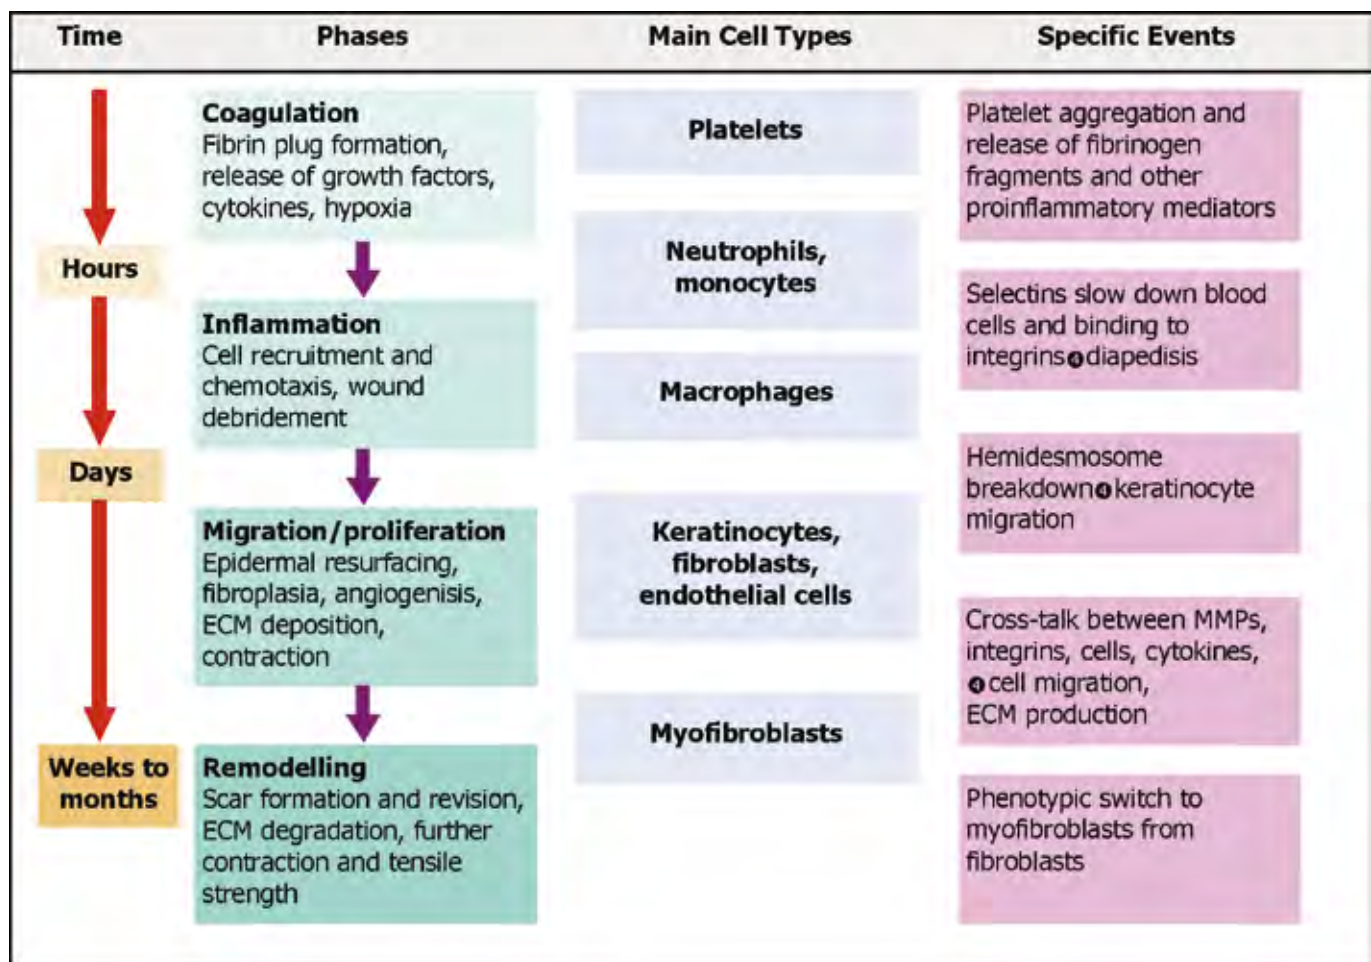 Time
Phases
Main Cell Types
Specific Events
Hours
Days
Weeks to
months
Coagulation
Fibrin plug formation,
release of growth factors,
cytokines, hypoxia
Inflammation
Cell recruitment and
chemotaxis, wound
debridement
Migration/proliferation
Epidermal resurfacing,
fibroplasia, angiogenisis,
ECM deposition,
contraction
Remodelling
Scar formation and revision,
ECM degradation, further
contraction and tensile
strength
Platelets
Neutrophils,
monocytes
Macrophages
Keratinocytes,
fibroblasts,
endothelial cells
Myofibroblasts
Platelet aggregation and
release of fibrinogen
fragments and other
proinflammatory mediators
Selectins slow down blood
cells and binding to
integrins❹diapedisis
Hemidesmosome
breakdown❹keratinocyte
migration
Cross-talk between MMPs,
integrins, cells, cytokines,
❹cell migration,
ECM production
Phenotypic switch to
myofibroblasts from
fibroblasts